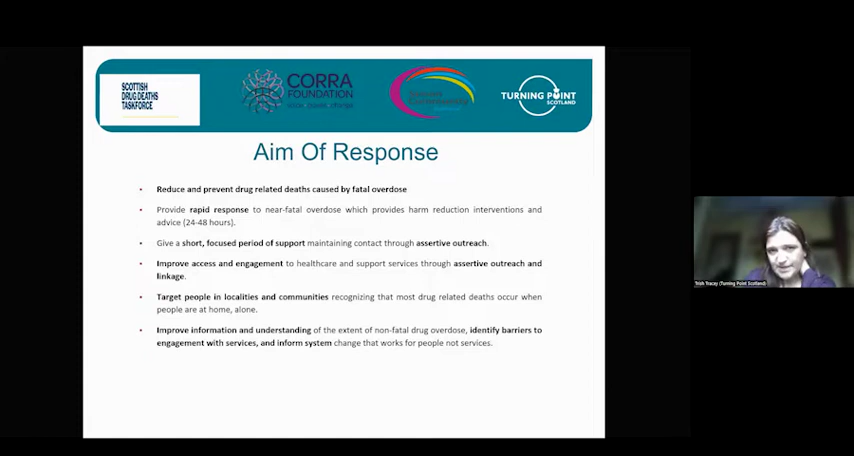 SCOTTISH
DRUG DEATHS
TASKFORCE
CORRA
FOUNDATION
TURNING POINT
SCOTLAND
Aim Of Response
• Reduce and prevent drug related deaths caused by fatal overdose
• Provide rapid response to near-fatal overdose which provides harm reduction interventions and
advice (24-48 hours).
• Give a short, focused period of support maintaining contact through assertive outreach.
• Improve access and engagement to healthcare and support services through assertive outreach and
linkage.
• Target people in localities and communities recognizing that most drug related deaths occur when
people are at home, alone.
• Improve information and understanding of the extent of non-fatal drug overdose, identify barriers to
engagement with services, and inform system change that works for people not services.
Trish Tracey (Turning Point Scotland)